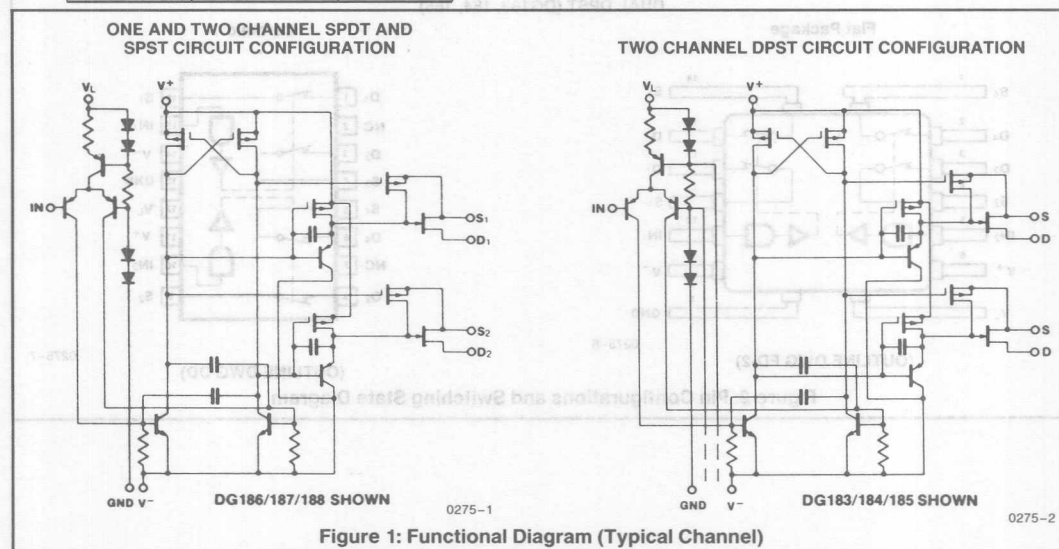 ONE AND TWO CHANNEL SPDT AND
SPST CIRCUIT CONFIGURATION
VL
V+
IN
S1
D1
S2
D2
GND V−
DG186/187/188 SHOWN
0275-1
TWO CHANNEL DPST CIRCUIT CONFIGURATION
VL
V+
IN
S
D
S
D
GND
V−
DG183/184/185 SHOWN
0275-2
Figure 1: Functional Diagram (Typical Channel)